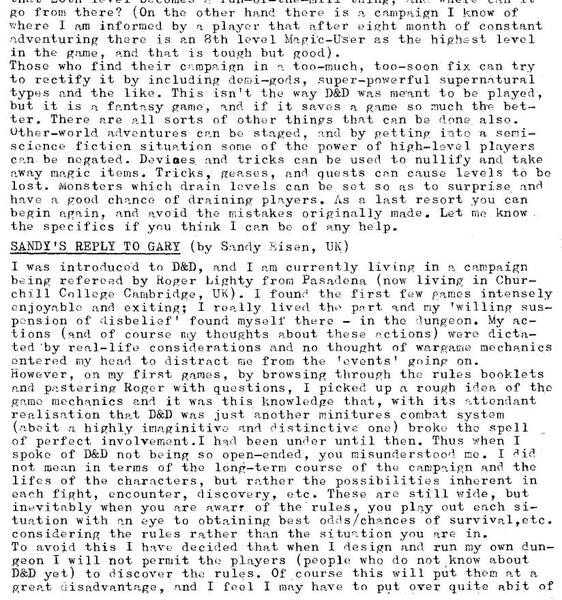 that 20th level becomes a run-of-the-mill thing, and where can it
go from there? (On the other hand there is a campaign I know of
where I am informed by a player that after eight month of constant
adventuring there is an 8th level Magic-User as the highest level
in the game, and that is tough but good).
Those who find their campaign in a too-much, too-soon fix can try
to rectify it by including demi-gods, super-powerful supernatural
types and the like. This isn't the way D&D was meant to be played,
but it is a fantasy game, and if it saves a game so much the bet-
ter. There are all sorts of other things that can be done also.
Other-world adventures can be staged, and by getting into a semi-
science fiction situation some of the power of high-level players
can be negated. Devices and tricks can be used to nullify and take
away magic items. Tricks, geases, and quests can cause levels to be
lost. Monsters which drain levels can be set so as to surprise and
have a good chance of draining players. As a last resort you can
begin again, and avoid the mistakes originally made. Let me know
the specifics if you think I can be of any help.
SANDY'S REPLY TO GARY (by Sandy Eisen, UK)
I was introduced to D&D, and I am currently living in a campaign
being refereed by Roger Lighty from Pasadena (now living in Chur-
chill College Cambridge, UK). I found the first few games intensely
enjoyable and exiting; I really lived the part and my 'willing sus-
pension of disbelief' found myself there - in the dungeon. My ac-
tions (and of course my thoughts about these actions) were dicta-
ted by real-life considerations and no thought of wargame mechanics
entered my head to distract me from the 'events' going on.
However, on my first games, by browsing through the rules booklets
and pastering Roger with questions, I picked up a rough idea of the
game mechanics and it was this knowledge that, with its attendant
realisation that D&D was just another minitures combat system
(abeit a highly imaginitive and distinctive one) broke the spell
of perfect involvement.I had been under until then. Thus when I
spoke of D&D not being so open-ended, you misunderstood me. I did
not mean in terms of the long-term course of the campaign and the
lifes of the characters, but rather the possibilities inherent in
each fight, encounter, discovery, etc. These are still wide, but
inevitably when you are awarr of the rules, you play out each si-
tuation with an eye to obtaining best odds/chances of survival,etc.
considering the rules rather than the situation you are in.
To avoid this I have decided that when I design and run my own dun-
geon I will not permit the players (people who do not know about
D&D yet) to discover the rules. Of course this will put them at a
great disadvantage, and I feel I may have to put over quite abit of